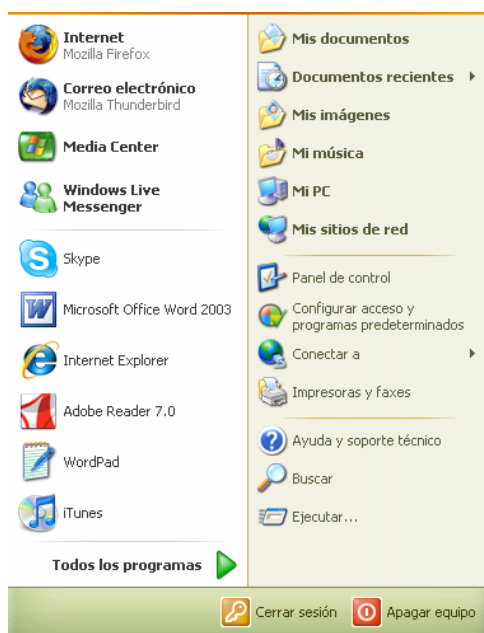 Internet
Mozilla Firefox
Correo electrónico
Mozilla Thunderbird
Media Center
Windows Live
Messenger
Skype
Microsoft Office Word 2003
Internet Explorer
Adobe Reader 7.0
WordPad
iTunes
Todos los programas
Mis documentos
Documentos recientes
Mis imágenes
Mi música
Mi PC
Mis sitios de red
Panel de control
Configurar acceso y
programas predeterminados
Conectar a
Impresoras y faxes
Ayuda y soporte técnico
Buscar
Ejecutar...
Cerrar sesión
Apagar equipo